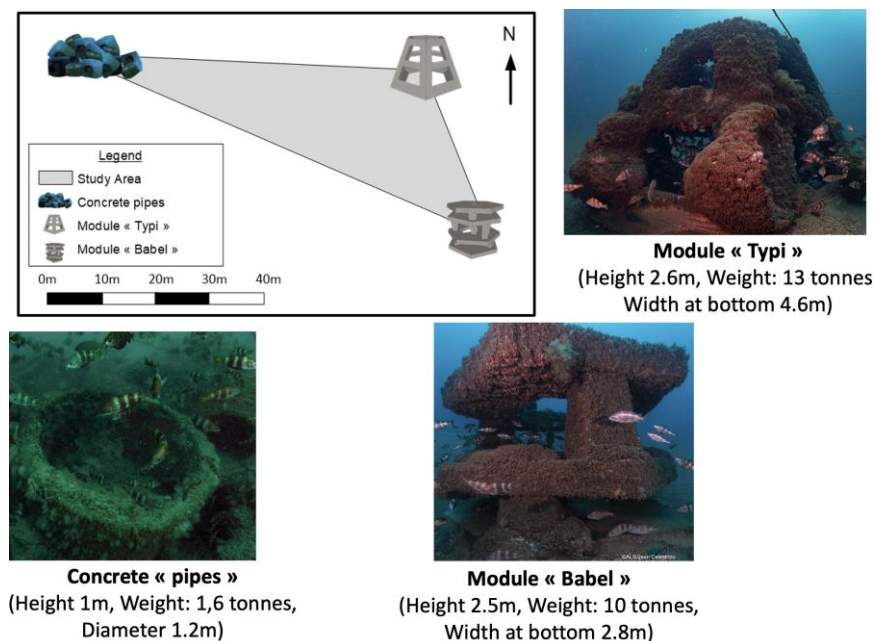 N
Legend
Study Area
Concrete pipes
Module « Typi »
Module « Babel »
0m 10m 20m 30m 40m
Module « Typi »
(Height 2.6m, Weight: 13 tonnes
Width at bottom 4.6m)
Concrete « pipes »
(Height 1m, Weight: 1,6 tonnes,
Diameter 1.2m)
Module « Babel »
(Height 2.5m, Weight: 10 tonnes,
Width at bottom 2.8m)